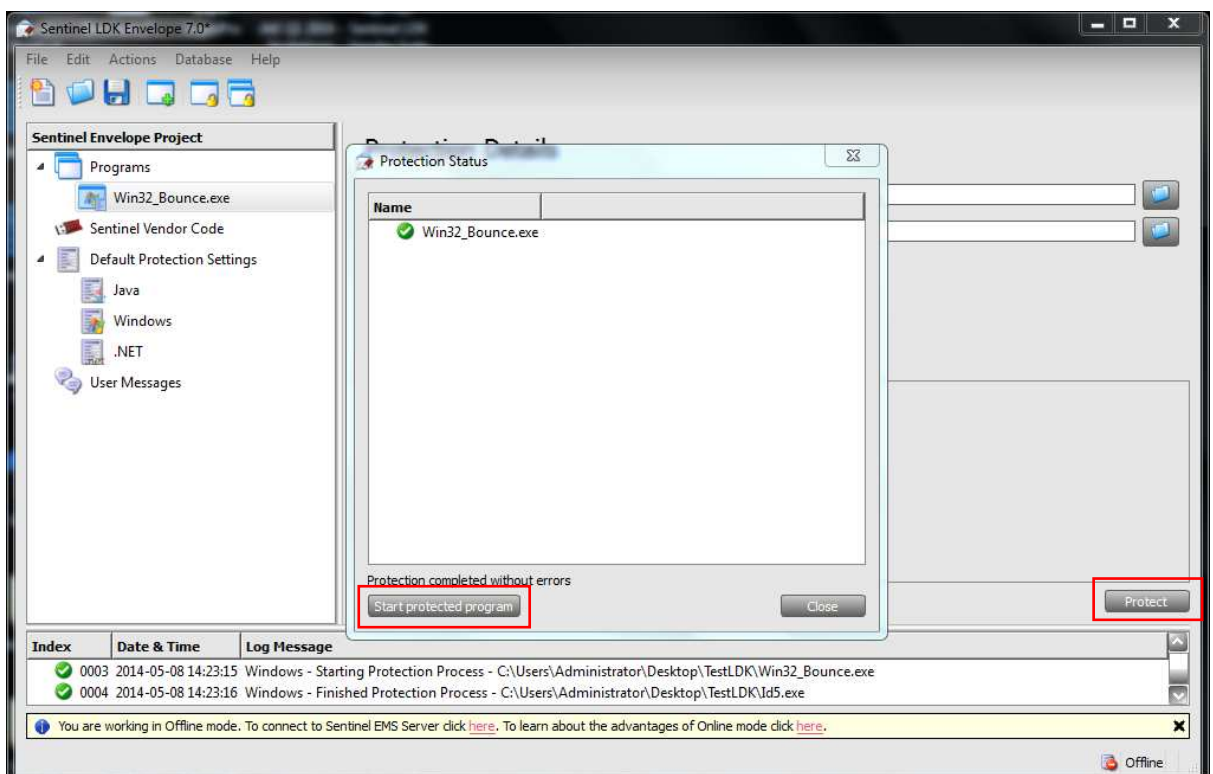 Sentinel LDK Envelope 7.0*
File Edit Actions Database Help
Sentinel Envelope Project
Programs
Win32_Bounce.exe
Sentinel Vendor Code
Default Protection Settings
Java
Windows
.NET
User Messages
Protection Details
Protection Status
Name
Win32_Bounce.exe
Protection completed without errors
Start protected program Close
Protect
Index Date & Time Log Message
0003 2014-05-08 14:23:15 Windows - Starting Protection Process - C:\Users\Administrator\Desktop\TestLDK\Win32_Bounce.exe
0004 2014-05-08 14:23:16 Windows - Finished Protection Process - C:\Users\Administrator\Desktop\TestLDK\Id5.exe
You are working in Offline mode. To connect to Sentinel EMS Server click here. To learn about the advantages of Online mode click here.
Offline